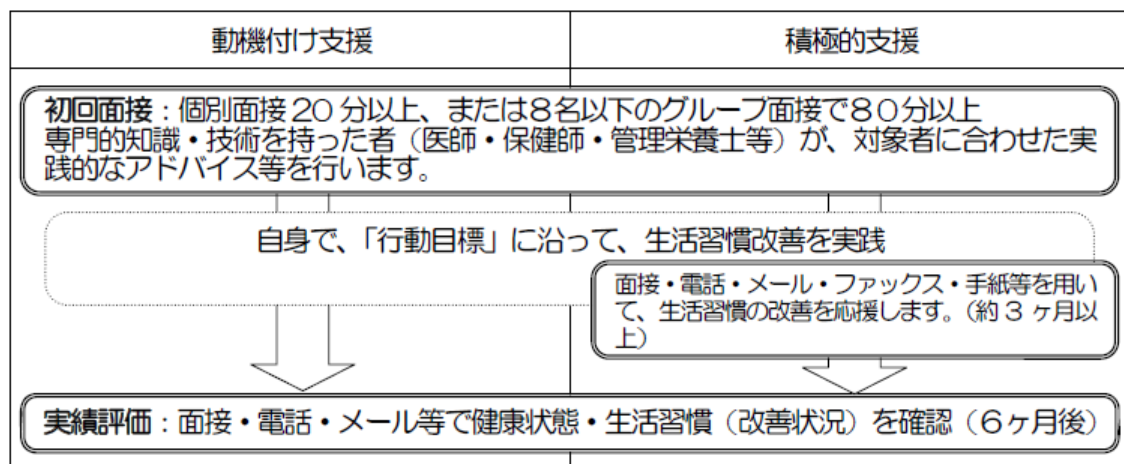 動機付け支援
積極的支援
初回面接：個別面接２０分以上、または８名以下のグループ面接で８０分以上
専門的知識・技術を持った者（医師・保健師・管理栄養士等）が、対象者に合わせた実
践的なアドバイス等を行います。
自身で、「行動目標」に沿って、生活習慣改善を実践
面接・電話・メール・ファックス・手紙等を用い
て、生活習慣の改善を応援します。（約３ヶ月以
上）
実績評価：面接・電話・メール等で健康状態・生活習慣（改善状況）を確認（６ヶ月後）